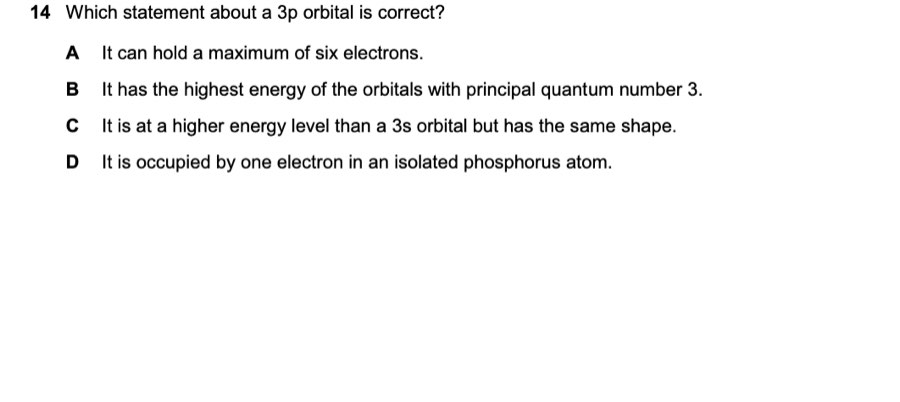 14 Which statement about a 3p orbital is correct?
A It can hold a maximum of six electrons.
B It has the highest energy of the orbitals with principal quantum number 3.
C It is at a higher energy level than a 3s orbital but has the same shape.
D It is occupied by one electron in an isolated phosphorus atom.